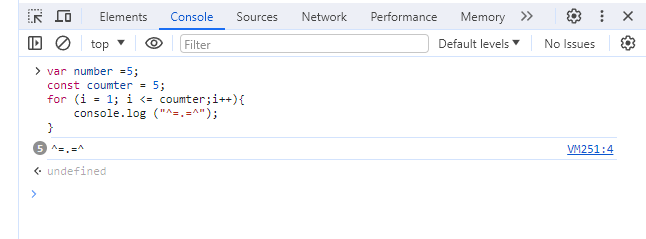 Elements Console Sources Network Performance Memory
top Filter Default levels No Issues
var number =5;
const coumter = 5;
for (i = 1; i <= coumter;i++){
console.log ("^=.=^");
}
5 ^=.=^ VM251:4
undefined